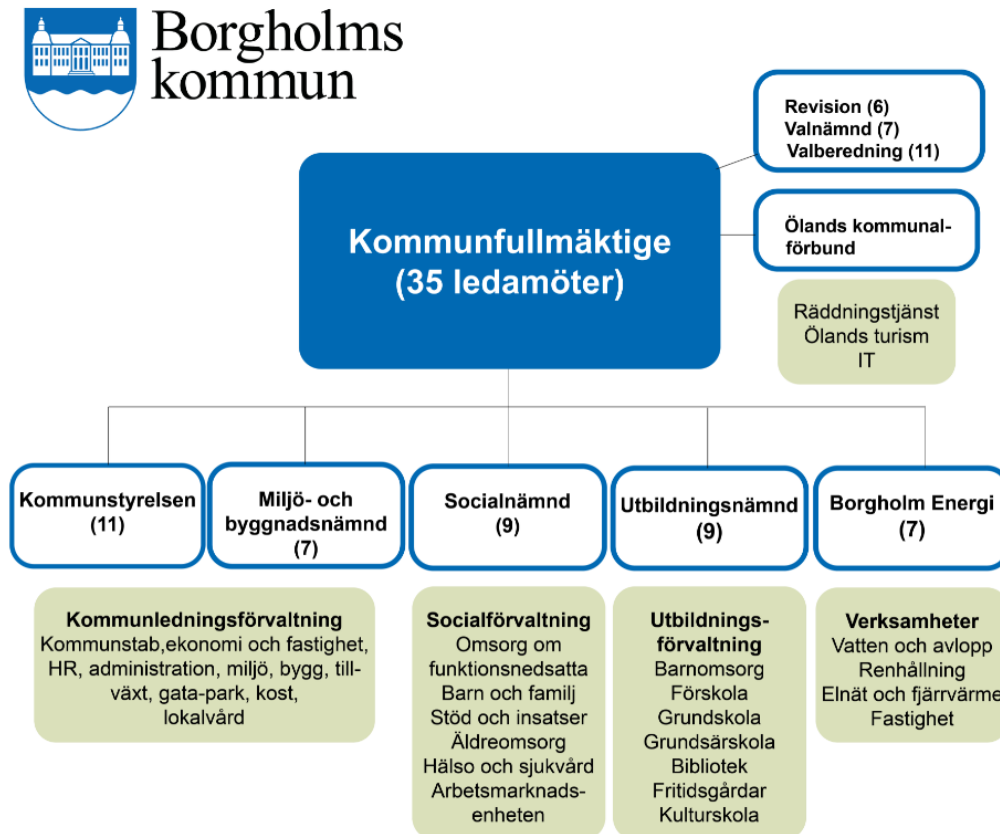 Borgholms
kommun
Revision (6)
Valnämnd (7)
Valberedning (11)
Kommunfullmäktige
(35 ledamöter)
Ölands kommunal-
förbund
Räddningstjänst
Ölands turism
IT
Kommunstyrelsen
(11)
Miljö- och
byggnadsnämnd
(7)
Socialnämnd
(9)
Utbildningsnämnd
(9)
Borgholm Energi
(7)
Kommunledningsförvaltning
Kommunstab,ekonomi och fastighet,
HR, administration, miljö, bygg, till-
växt, gata-park, kost,
lokalvård
Socialförvaltning
Omsorg om
funktionsnedsatta
Barn och familj
Stöd och insatser
Äldreomsorg
Hälso och sjukvård
Arbetsmarknads-
enheten
Utbildnings-
förvaltning
Barnomsorg
Förskola
Grundskola
Grundsärskola
Bibliotek
Fritidsgårdar
Kulturskola
Verksamheter
Vatten och avlopp
Renhållning
Elnät och fjärrvärme
Fastighet